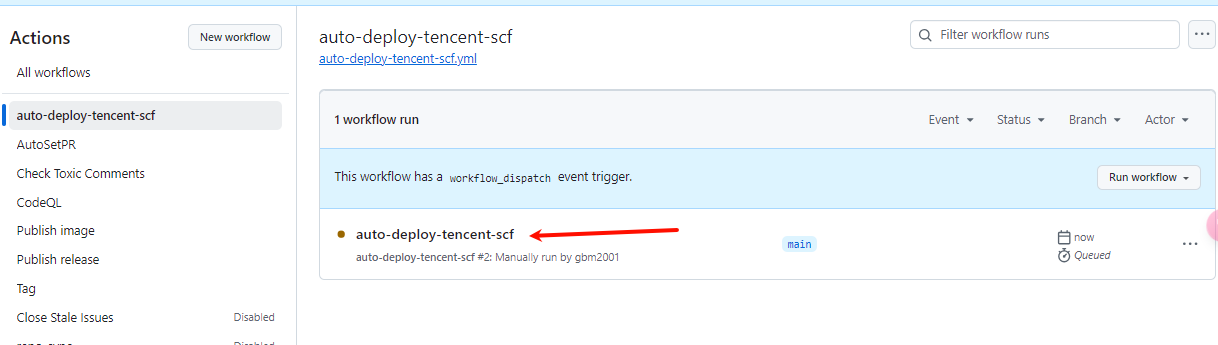 Actions
New workflow
All workflows
auto-deploy-tencent-scf
AutoSetPR
Check Toxic Comments
CodeQL
Publish image
Publish release
Tag
Close Stale Issues Disabled
auto-deploy-tencent-scf
auto-deploy-tencent-scf.yml
Filter workflow runs
1 workflow run
Event Status Branch Actor
This workflow has a workflow_dispatch event trigger.
Run workflow
auto-deploy-tencent-scf
auto-deploy-tencent-scf #2: Manually run by gbm2001
main
now
Queued